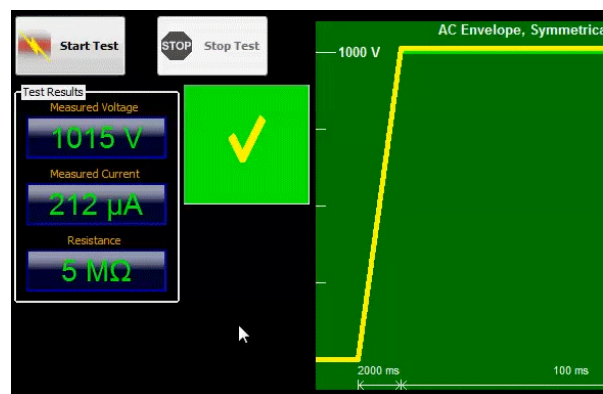 Start Test
STOP
Stop Test
Test Results
Measured Voltage
1015 V
Measured Current
212 µA
Resistance
5 MΩ
AC Envelope, Symmetrica
1000 V
2000 ms
100 ms